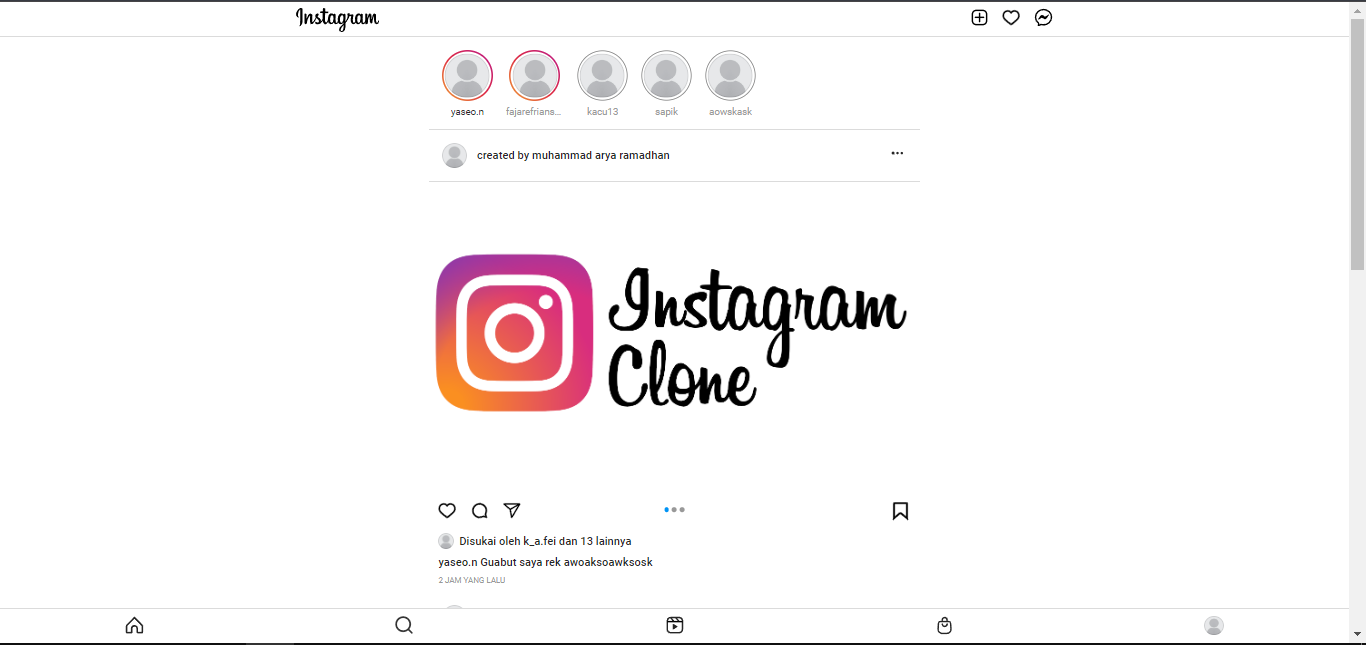 Instagram
yaseo.n
fajarefrians...
kacu13
sapik
aowskask
created by muhammad arya ramadhan
Instagram
Clone
Disukai oleh k_a.fei dan 13 lainnya
yaseo.n Guabut saya rek awoaksoawksosk
2 JAM YANG LALU